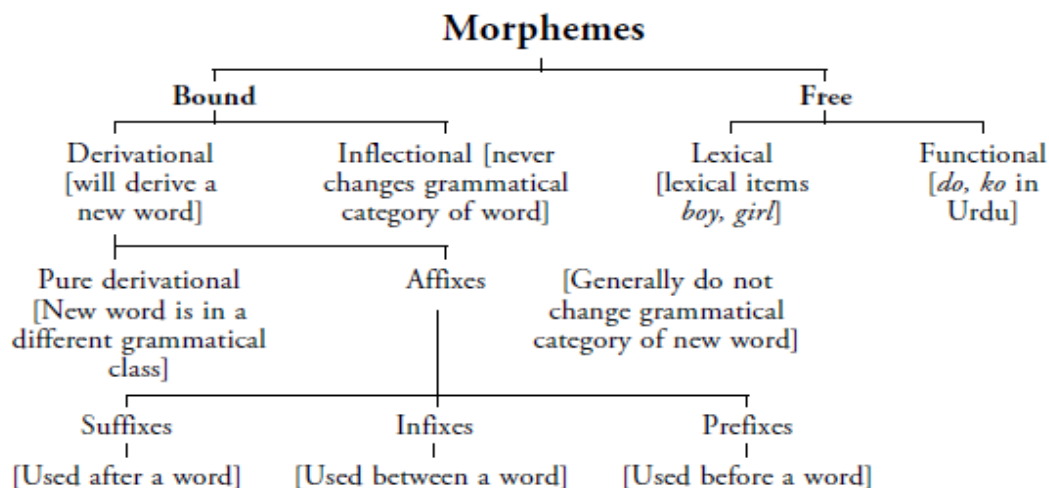 Morphemes
Bound Free
Derivational Inflectional [never Lexical Functional
[will derive a changes grammatical [lexical items [do, ko in
new word] category of word] boy, girl] Urdu]
Pure derivational Affixes [Generally do not
[New word is in a change grammatical
different grammatical category of new word]
class]
Suffixes Infixes Prefixes
[Used after a word] [Used between a word] [Used before a word]